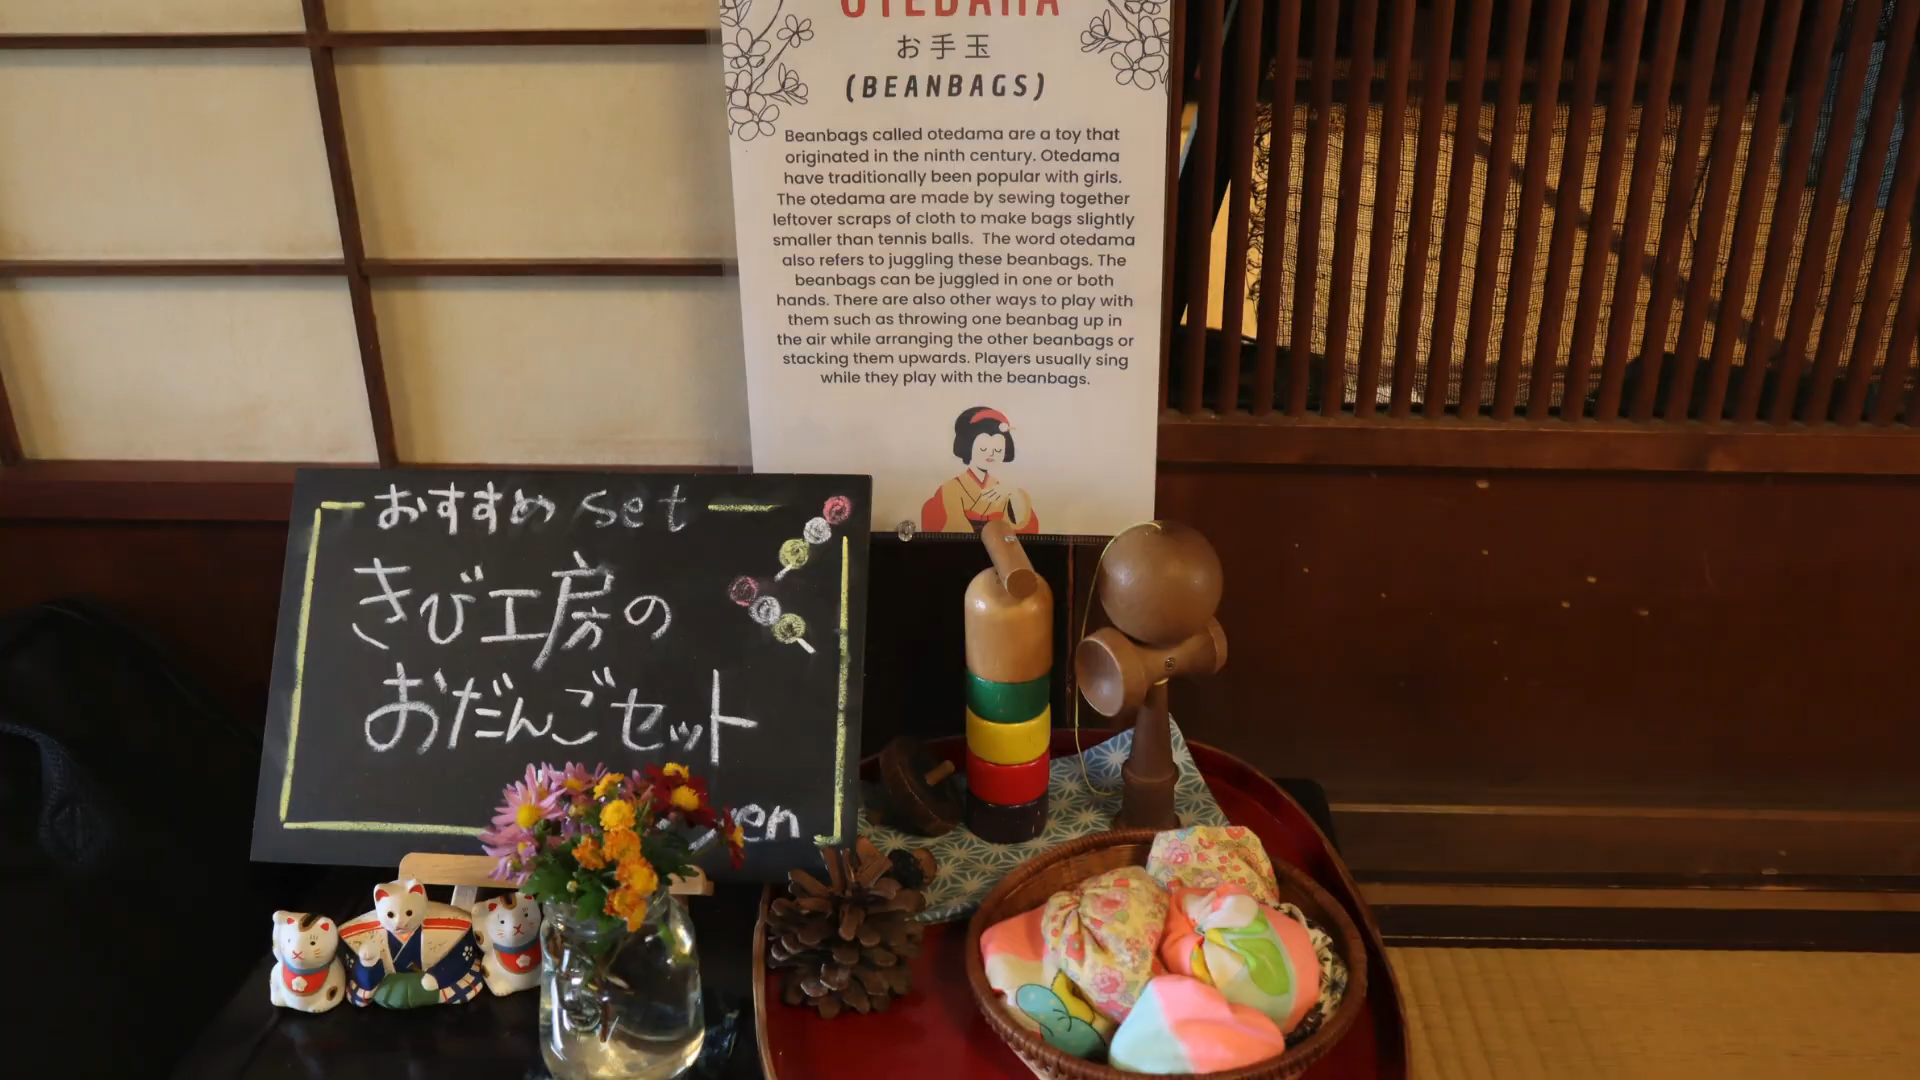 OTEDAMA
お手玉
(BEANBAGS)
Beanbags called otedama are a toy that
originated in the ninth century. Otedama
have traditionally been popular with girls.
The otedama are made by sewing together
leftover scraps of cloth to make bags slightly
smaller than tennis balls. The word otedama
also refers to juggling these beanbags. The
beanbags can be juggled in one or both
hands. There are also other ways to play with
them such as throwing one beanbag up in
the air while arranging the other beanbags or
stacking them upwards. Players usually sing
while they play with the beanbags.
おすすめ set
きび工房の
おだんごセット